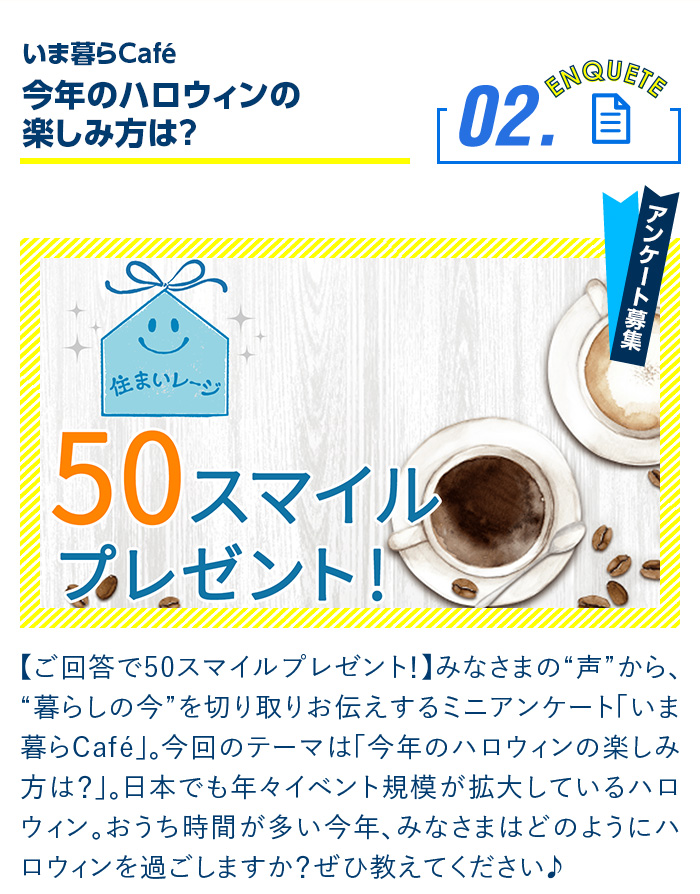 いま暮らCafé
今年のハロウィンの
楽しみ方は?
02.
ENQUETE
アンケート募集
住まいレージ
50スマイル
プレゼント!
【ご回答で50スマイルプレゼント!】みなさまの“声”から、
“暮らしの今”を切り取りお伝えするミニアンケート「いま
暮らCafé」。今回のテーマは「今年のハロウィンの楽しみ
方は?」。日本でも年々イベント規模が拡大しているハロ
ウィン。おうち時間が多い今年、みなさまはどのようにハ
ロウィンを過ごしますか?ぜひ教えてください♪